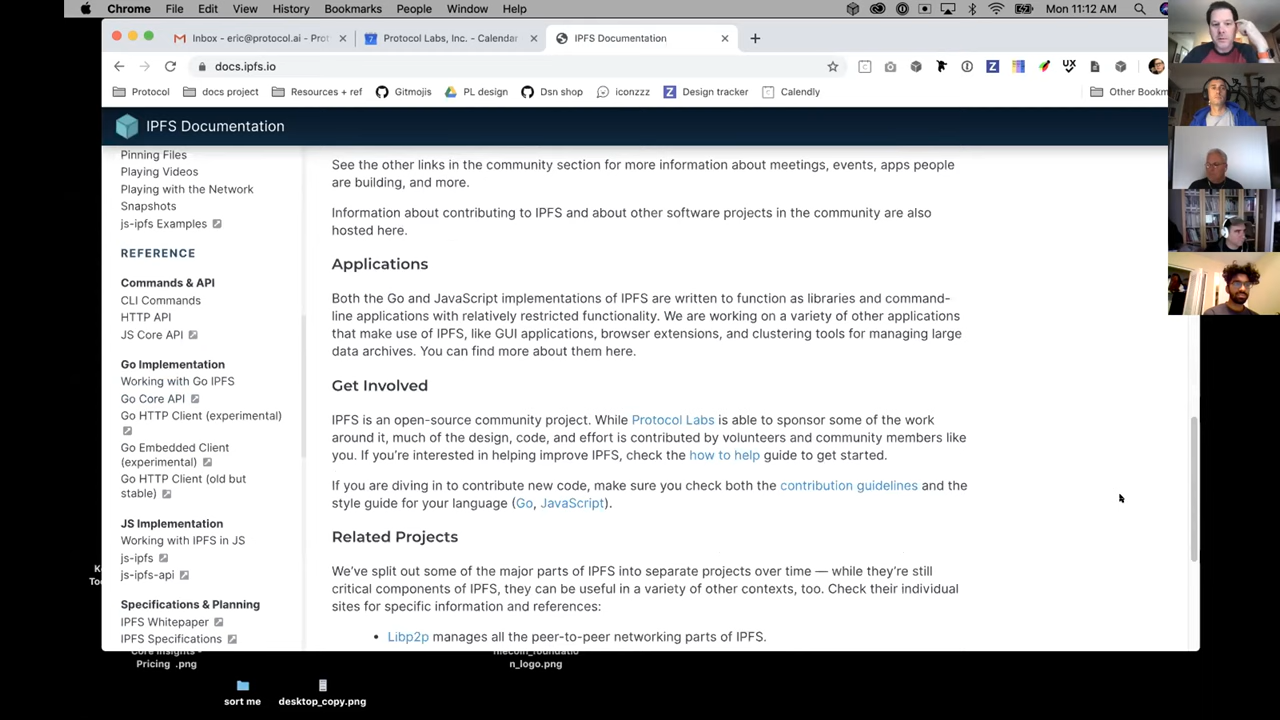 Chrome File Edit View History Bookmarks People Window Help Mon 11:12 AM
Inbox - eric@protocol.ai - Prot Protocol Labs, Inc. - Calendar IPFS Documentation
docs.ipfs.io
Protocol docs project Resources + ref Gitmojis PL design Dsn shop iconzzz Design tracker Calendly Other Bookm
IPFS Documentation
Pinning Files
Playing Videos
Playing with the Network
Snapshots
js-ipfs Examples
REFERENCE
Commands & API
CLI Commands
HTTP API
JS Core API
Go Implementation
Working with Go IPFS
Go Core API
Go HTTP Client (experimental)
Go Embedded Client
(experimental)
Go HTTP Client (old but
stable)
JS Implementation
Working with IPFS in JS
js-ipfs
js-ipfs-api
Specifications & Planning
IPFS Whitepaper
IPFS Specifications
See the other links in the community section for more information about meetings, events, apps people
are building, and more.
Information about contributing to IPFS and about other software projects in the community are also
hosted here.
Applications
Both the Go and JavaScript implementations of IPFS are written to function as libraries and command-
line applications with relatively restricted functionality. We are working on a variety of other applications
that make use of IPFS, like GUI applications, browser extensions, and clustering tools for managing large
data archives. You can find more about them here.
Get Involved
IPFS is an open-source community project. While Protocol Labs is able to sponsor some of the work
around it, much of the design, code, and effort is contributed by volunteers and community members like
you. If you're interested in helping improve IPFS, check the how to help guide to get started.
If you are diving in to contribute new code, make sure you check both the contribution guidelines and the
style guide for your language (Go, JavaScript).
Related Projects
We've split out some of the major parts of IPFS into separate projects over time — while they're still
critical components of IPFS, they can be useful in a variety of other contexts, too. Check their individual
sites for specific information and references:
• Libp2p manages all the peer-to-peer networking parts of IPFS.
Pricing .png
n_logo.png
sort me
desktop_copy.png